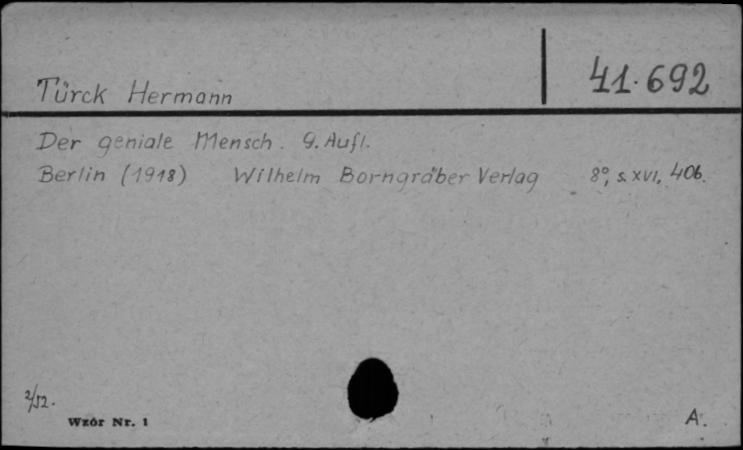 41.692
Türck Hermann
Der geniale Mensch. 9. Aufl.
Berlin (1918) Wilhelm Borngräber Verlag 8°, s. XVI, 406.
2/52.
Wzór Nr. 1
A.